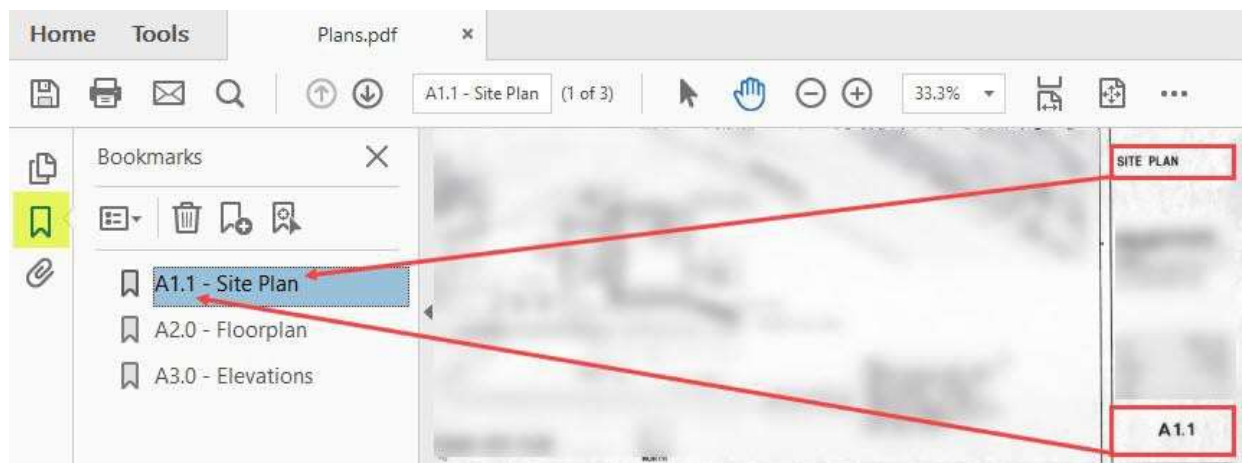 Home Tools Plans.pdf ×
A1.1 - Site Plan (1 of 3) 33.3%
Bookmarks
SITE PLAN
A1.1 - Site Plan
A2.0 - Floorplan
A3.0 - Elevations
A1.1
NORTH